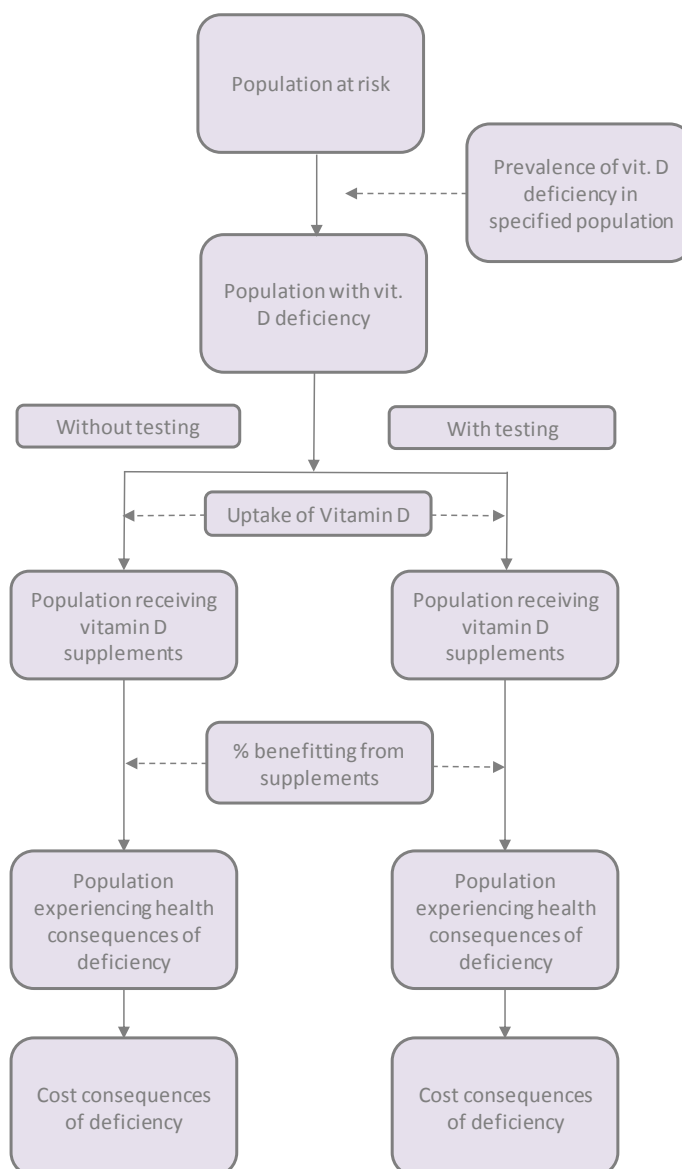 Population at risk
Prevalence of vit. D
deficiency in
specified population
Population with vit.
D deficiency
Without testing
With testing
Uptake of Vitamin D
Population receiving
vitamin D
supplements
Population receiving
vitamin D
supplements
% benefitting from
supplements
Population
experiencing health
consequences of
deficiency
Population
experiencing health
consequences of
deficiency
Cost consequences
of deficiency
Cost consequences
of deficiency